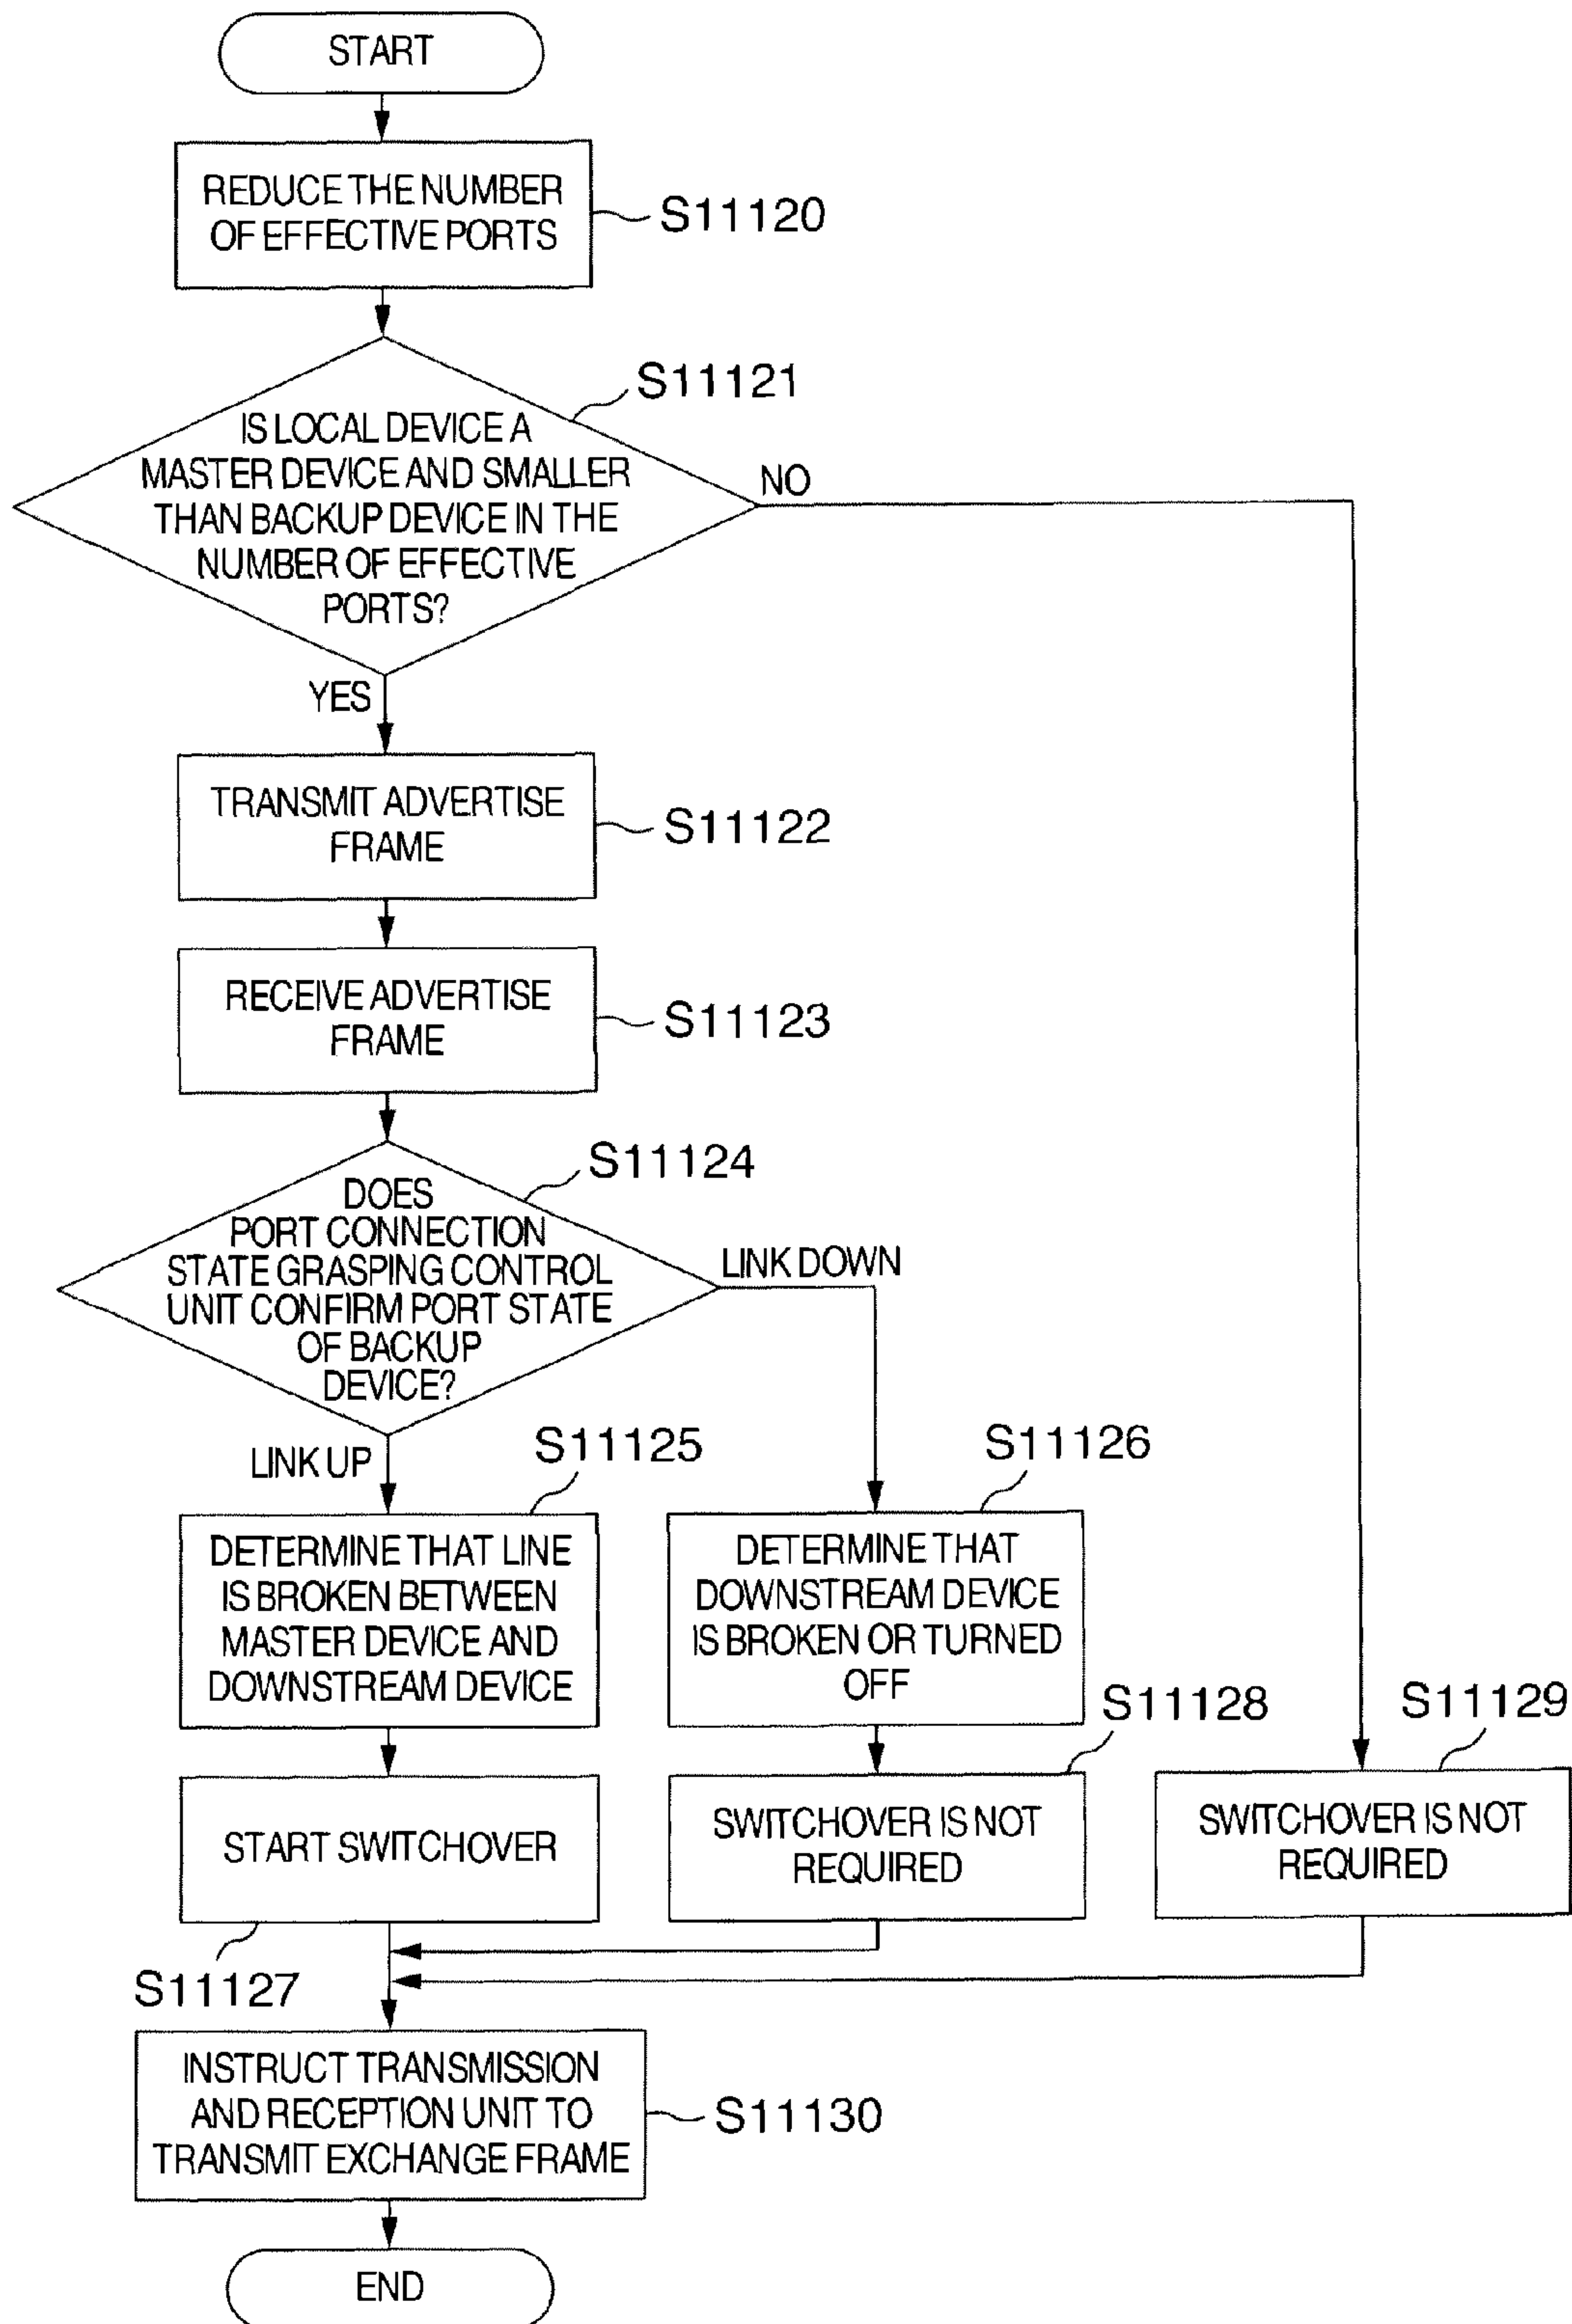 START
REDUCE THE NUMBER
OF EFFECTIVE PORTS
S11120
S11121
IS LOCAL DEVICE A
MASTER DEVICE AND SMALLER
THAN BACKUP DEVICE IN THE
NUMBER OF EFFECTIVE
PORTS?
NO
YES
TRANSMIT ADVERTISE
FRAME
S11122
RECEIVE ADVERTISE
FRAME
S11123
S11124
DOES
PORT CONNECTION
STATE GRASPING CONTROL
UNIT CONFIRM PORT STATE
OF BACKUP
DEVICE?
LINK DOWN
LINK UP
S11125
S11126
DETERMINE THAT LINE
IS BROKEN BETWEEN
MASTER DEVICE AND
DOWNSTREAM DEVICE
DETERMINE THAT
DOWNSTREAM DEVICE
IS BROKEN OR TURNED
OFF
S11128
S11129
START SWITCHOVER
SWITCHOVER IS NOT
REQUIRED
SWITCHOVER IS NOT
REQUIRED
S11127
INSTRUCT TRANSMISSION
AND RECEPTION UNIT TO
TRANSMIT EXCHANGE FRAME
S11130
END